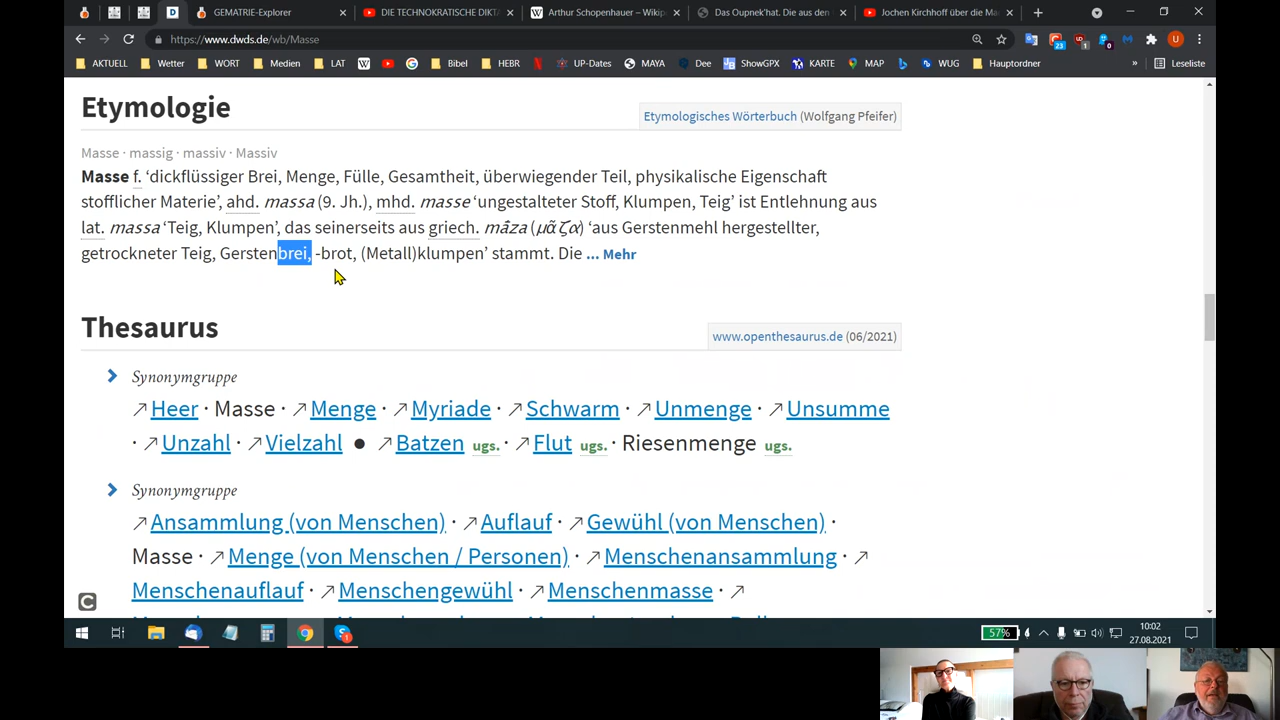 GEMATRIE-Explorer
DIE TECHNOKRATISCHE DIKT
Arthur Schopenhauer – Wikip
Das Oupnek'hat. Die aus den
Jochen Kirchhoff über die Ma
https://www.dwds.de/wb/Masse
AKTUELL Wetter WORT Medien LAT Bibel HEBR UP-Dates MAYA Dee ShowGPX KARTE MAP WUG Hauptordner » Leseliste
Etymologie
Etymologisches Wörterbuch (Wolfgang Pfeifer)
Masse · massig · massiv · Massiv
Masse f. ‘dickflüssiger Brei, Menge, Fülle, Gesamtheit, überwiegender Teil, physikalische Eigenschaft
stofflicher Materie’, ahd. massa (9. Jh.), mhd. masse ‘ungestalteter Stoff, Klumpen, Teig’ ist Entlehnung aus
lat. massa ‘Teig, Klumpen’, das seinerseits aus griech. mā̂za (μᾶζα) ‘aus Gerstenmehl hergestellter,
getrockneter Teig, Gerstenbrei, -brot, (Metall)klumpen’ stammt. Die ... Mehr
Thesaurus
www.openthesaurus.de (06/2021)
Synonymgruppe
Heer · Masse · Menge · Myriade · Schwarm · Unmenge · Unsumme
· Unzahl · Vielzahl ● Batzen ugs. · Flut ugs. · Riesenmenge ugs.
Synonymgruppe
Ansammlung (von Menschen) · Auflauf · Gewühl (von Menschen) ·
Masse · Menge (von Menschen / Personen) · Menschenansammlung ·
Menschenauflauf · Menschengewühl · Menschenmasse ·
57%
10:02
27.08.2021